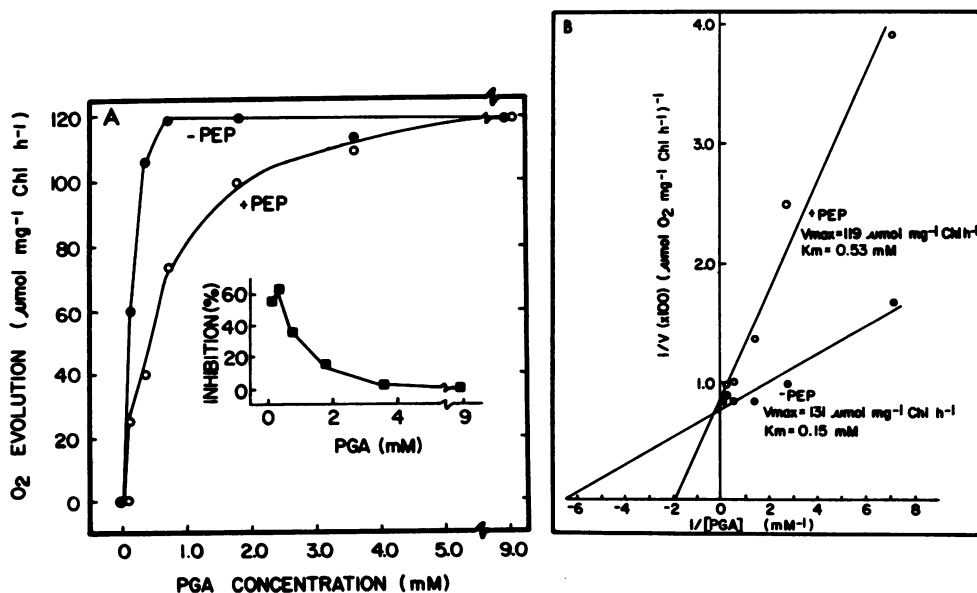 A
O2 EVOLUTION (µmol mg-1 Chl h-1)
120
100
80
60
40
20
0
- PEP
+ PEP
INHIBITION(%)
60
40
20
0
0 2 4 9
PGA (mM)
0 1.0 2.0 3.0 4.0 5.0 9.0
PGA CONCENTRATION (mM)
B
1/V (x100) (µmol O2 mg-1 Chl h-1)-1
4.0
3.0
2.0
1.0
+ PEP
Vmax=119 µmol mg-1 Chl h-1
Km = 0.53 mM
-PEP
Vmax= 131 µmol mg-1 Chl h-1
Km = 0.15 mM
-6 -4 -2 0 2 4 6 8
1/[PGA] (mM-1)